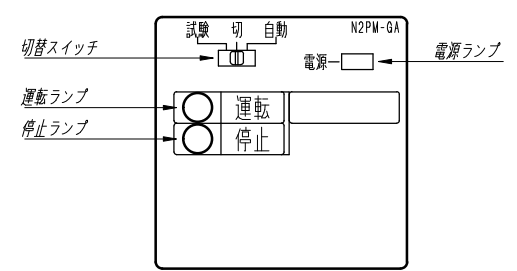 試験 切 自動 N2PM-GA
切替スイッチ
電源
電源ランプ
運転ランプ
運転
停止ランプ
停止